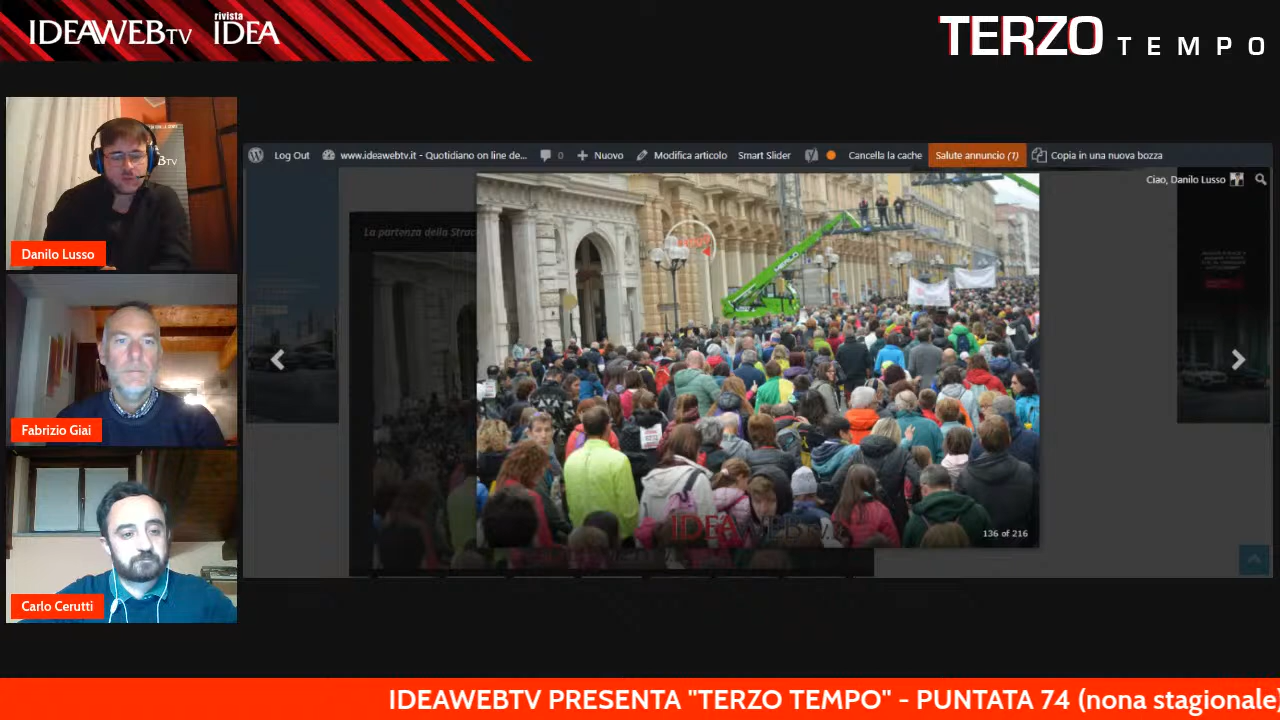 IDEAWEBTV rivista IDEA
TERZO TEMPO
Log Out www.ideawebtv.it - Quotidiano on line de... 0 Nuovo Modifica articolo Smart Slider Cancella la cache Salute annuncio (1) Copia in una nuova bozza
Ciao, Danilo Lusso
La partenza della Strac
MERLO
Danilo Lusso
Fabrizio Giai
IDEAWEBTV.
136 of 216
Carlo Cerutti
IDEAWEBTV PRESENTA "TERZO TEMPO" - PUNTATA 74 (nona stagionale)